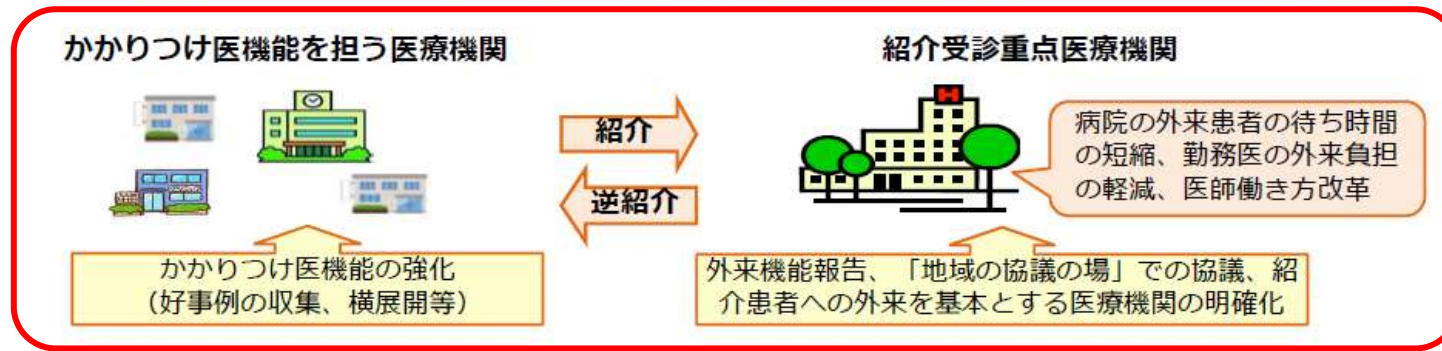 かかりつけ医機能を担う医療機関
紹介受診重点医療機関
紹介
逆紹介
H
病院の外来患者の待ち時間
の短縮、勤務医の外来負担
の軽減、医師働き方改革
かかりつけ医機能の強化
（好事例の収集、横展開等）
外来機能報告、「地域の協議の場」での協議、紹
介患者への外来を基本とする医療機関の明確化